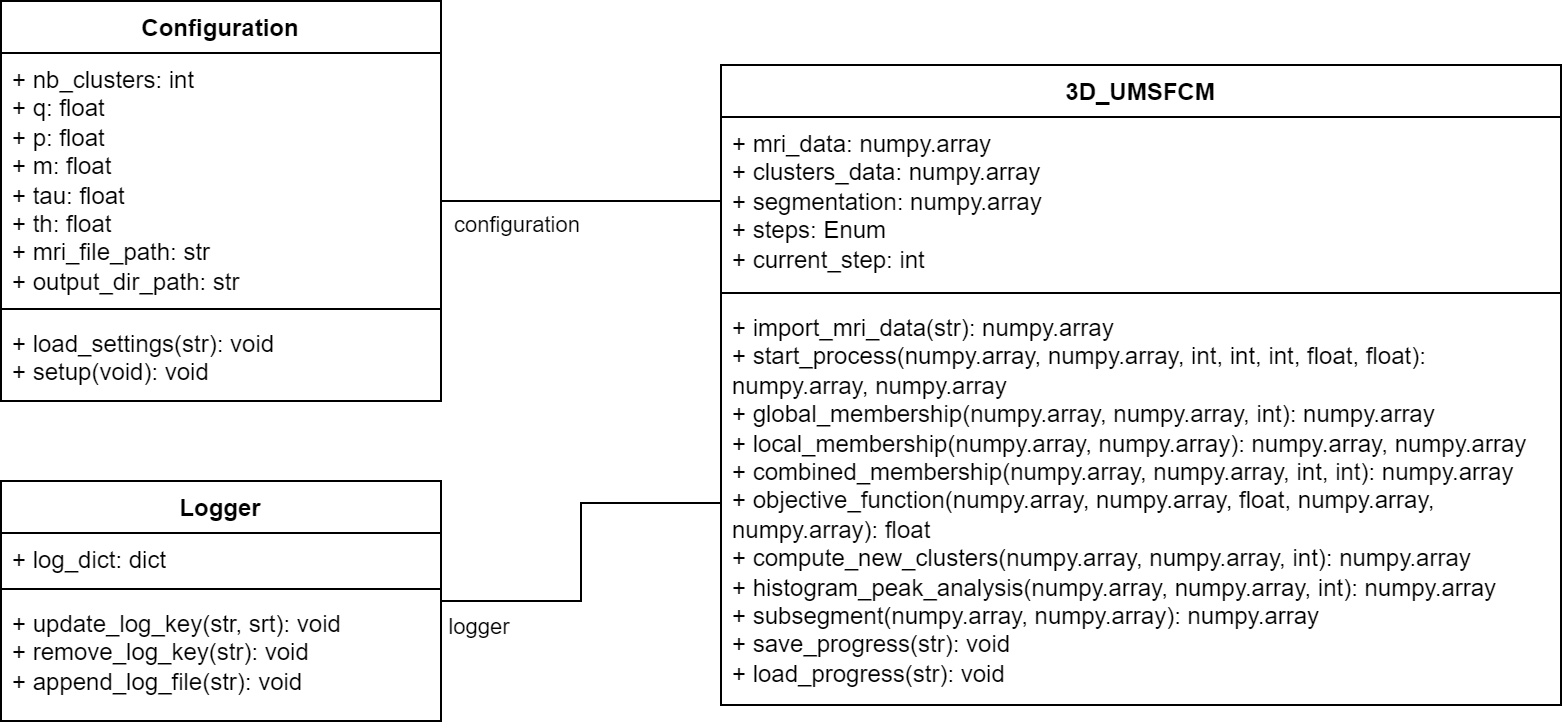 Configuration
+ nb_clusters: int
+ q: float
+ p: float
+ m: float
+ tau: float
+ th: float
+ mri_file_path: str
+ output_dir_path: str
+ load_settings(str): void
+ setup(void): void
configuration
Logger
+ log_dict: dict
+ update_log_key(str, srt): void
+ remove_log_key(str): void
+ append_log_file(str): void
logger
3D_UMSFCM
+ mri_data: numpy.array
+ clusters_data: numpy.array
+ segmentation: numpy.array
+ steps: Enum
+ current_step: int
+ import_mri_data(str): numpy.array
+ start_process(numpy.array, numpy.array, int, int, int, float, float):
numpy.array, numpy.array
+ global_membership(numpy.array, numpy.array, int): numpy.array
+ local_membership(numpy.array, numpy.array): numpy.array, numpy.array
+ combined_membership(numpy.array, numpy.array, int, int): numpy.array
+ objective_function(numpy.array, numpy.array, float, numpy.array,
numpy.array): float
+ compute_new_clusters(numpy.array, numpy.array, int): numpy.array
+ histogram_peak_analysis(numpy.array, numpy.array, int): numpy.array
+ subsegment(numpy.array, numpy.array): numpy.array
+ save_progress(str): void
+ load_progress(str): void